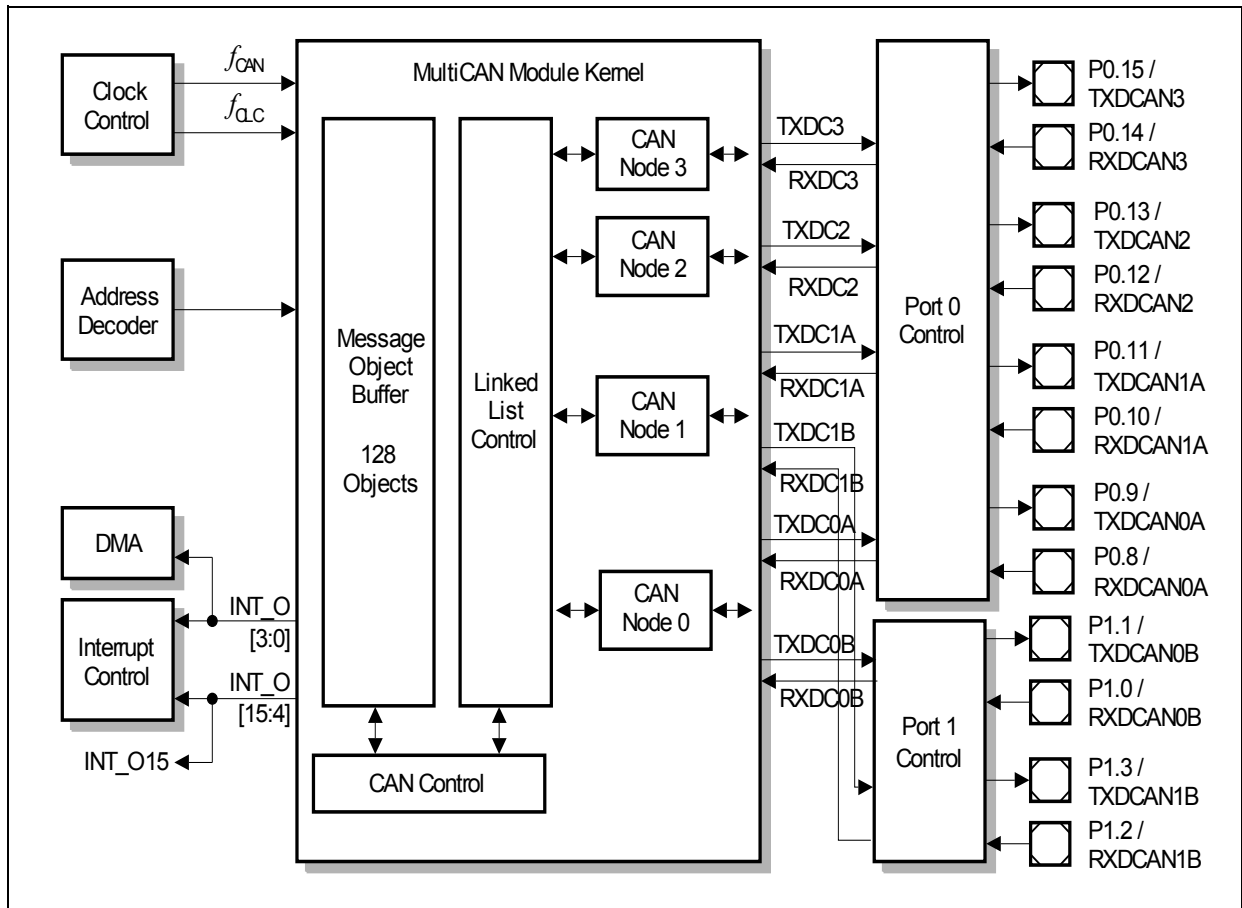 Clock
Control
fCAN
fCLC
Address
Decoder
DMA
Interrupt
Control
INT_O
[3:0]
INT_O
[15:4]
INT_O15
MultiCAN Module Kernel
Message
Object
Buffer
128
Objects
Linked
List
Control
CAN
Node 3
CAN
Node 2
CAN
Node 1
CAN
Node 0
CAN Control
TXDC3
RXDC3
TXDC2
RXDC2
TXDC1A
RXDC1A
TXDC1B
RXDC1B
TXDC0A
RXDC0A
TXDC0B
RXDC0B
Port 0
Control
Port 1
Control
P0.15 /
TXDCAN3
P0.14 /
RXDCAN3
P0.13 /
TXDCAN2
P0.12 /
RXDCAN2
P0.11 /
TXDCAN1A
P0.10 /
RXDCAN1A
P0.9 /
TXDCAN0A
P0.8 /
RXDCAN0A
P1.1 /
TXDCAN0B
P1.0 /
RXDCAN0B
P1.3 /
TXDCAN1B
P1.2 /
RXDCAN1B